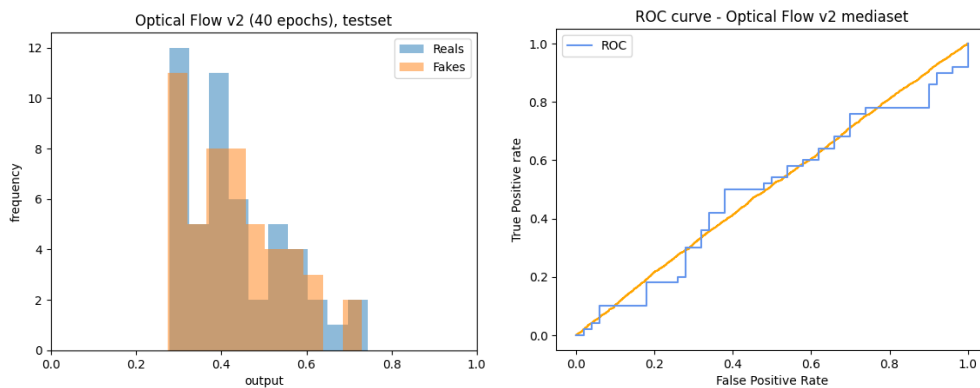 Optical Flow v2 (40 epochs), testset
Reals
Fakes
12
10
8
6
4
2
0
frequency
0.0 0.2 0.4 0.6 0.8 1.0
output
ROC curve - Optical Flow v2 mediaset
ROC
1.0
0.8
0.6
0.4
0.2
0.0
True Positive rate
0.0 0.2 0.4 0.6 0.8 1.0
False Positive Rate